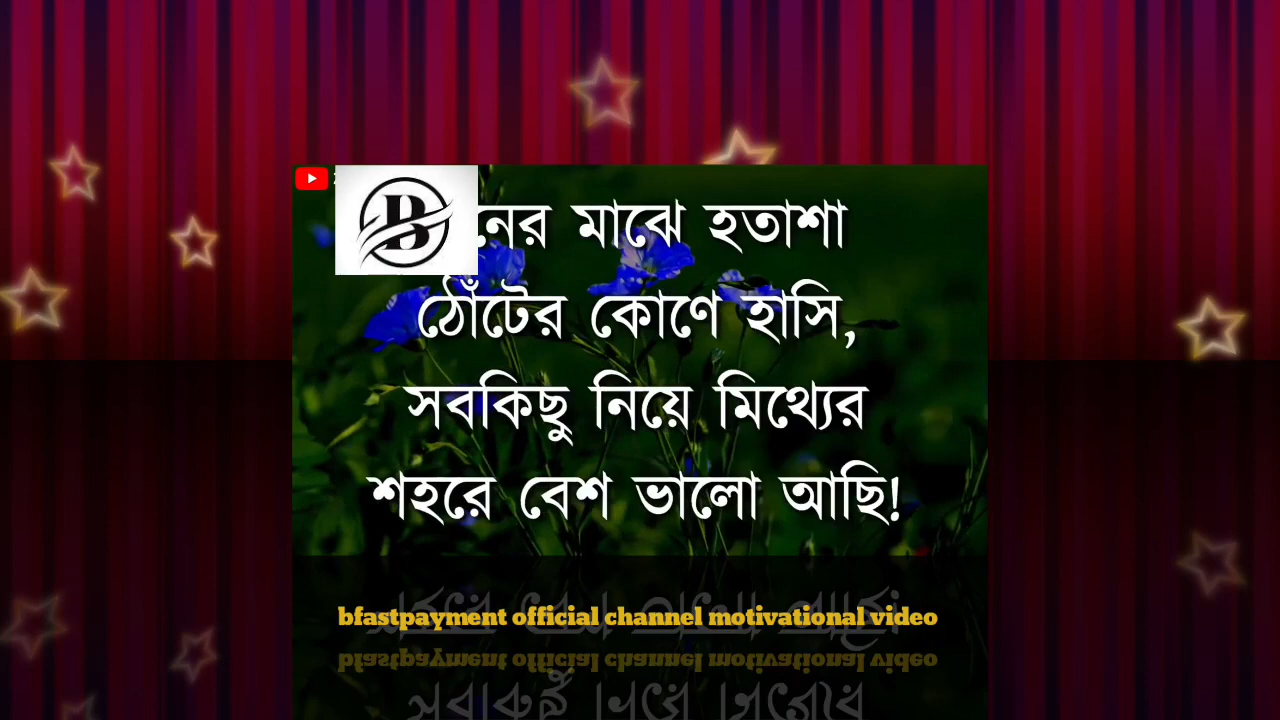 B
মাঝে হতাশা
ঠোঁটের কোণে হাসি,
সবকিছু নিয়ে মিথ্যের
শহরে বেশ ভালো আছি!
bfastpayment official channel motivational video